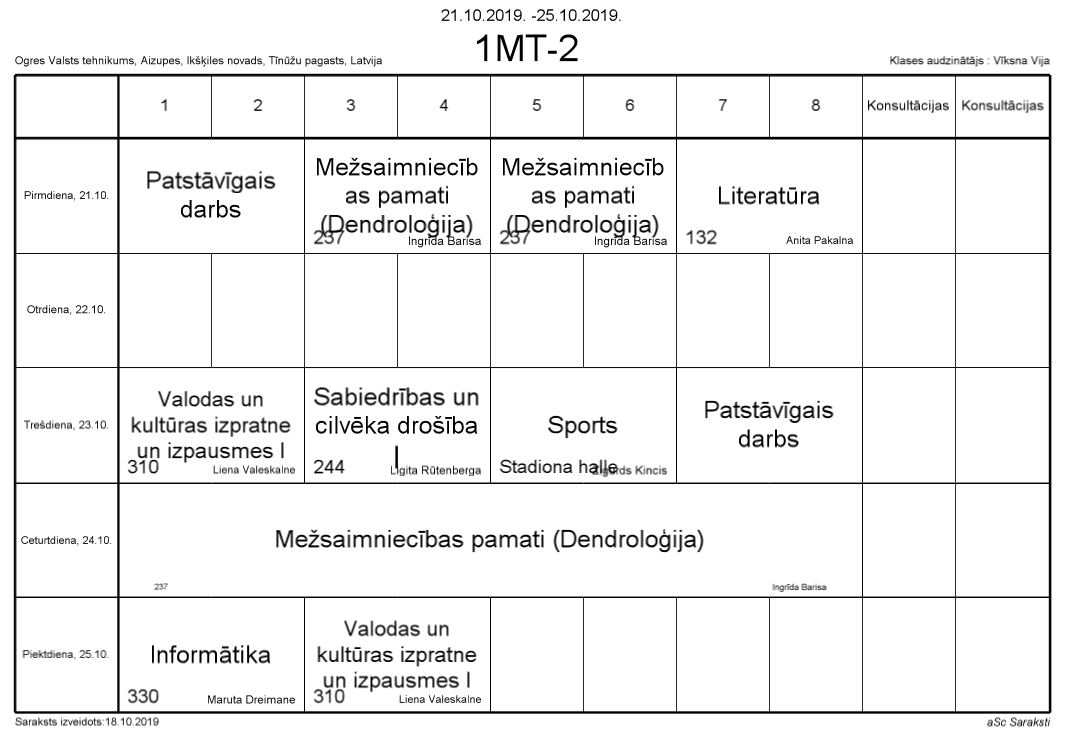 21.10.2019. -25.10.2019.
1MT-2
Ogres Valsts tehnikums, Aizupes, Ikšķiles novads, Tīnūžu pagasts, Latvija
Klases audzinātājs : Vīksna Vija
1 2 3 4 5 6 7 8 Konsultācijas Konsultācijas
Pirmdiena, 21.10.
Patstāvīgais
darbs
Mežsaimniecīb
as pamati
(Dendroloģija)
237 Ingrīda Barisa
Mežsaimniecīb
as pamati
(Dendroloģija)
237 Ingrīda Barisa
Literatūra
132 Anita Pakalna
Otrdiena, 22.10.
Trešdiena, 23.10.
Valodas un
kultūras izpratne
un izpausmes I
310 Liena Valeskalne
Sabiedrības un
cilvēka drošība
I
244 Ligita Rūtenberga
Sports
Stadiona halle Zigurds Kincis
Patstāvīgais
darbs
Ceturtdiena, 24.10.
Mežsaimniecības pamati (Dendroloģija)
237 Ingrīda Barisa
Piektdiena, 25.10.
Informātika
330 Maruta Dreimane
Valodas un
kultūras izpratne
un izpausmes I
310 Liena Valeskalne
Saraksts izveidots:18.10.2019
aSc Saraksti